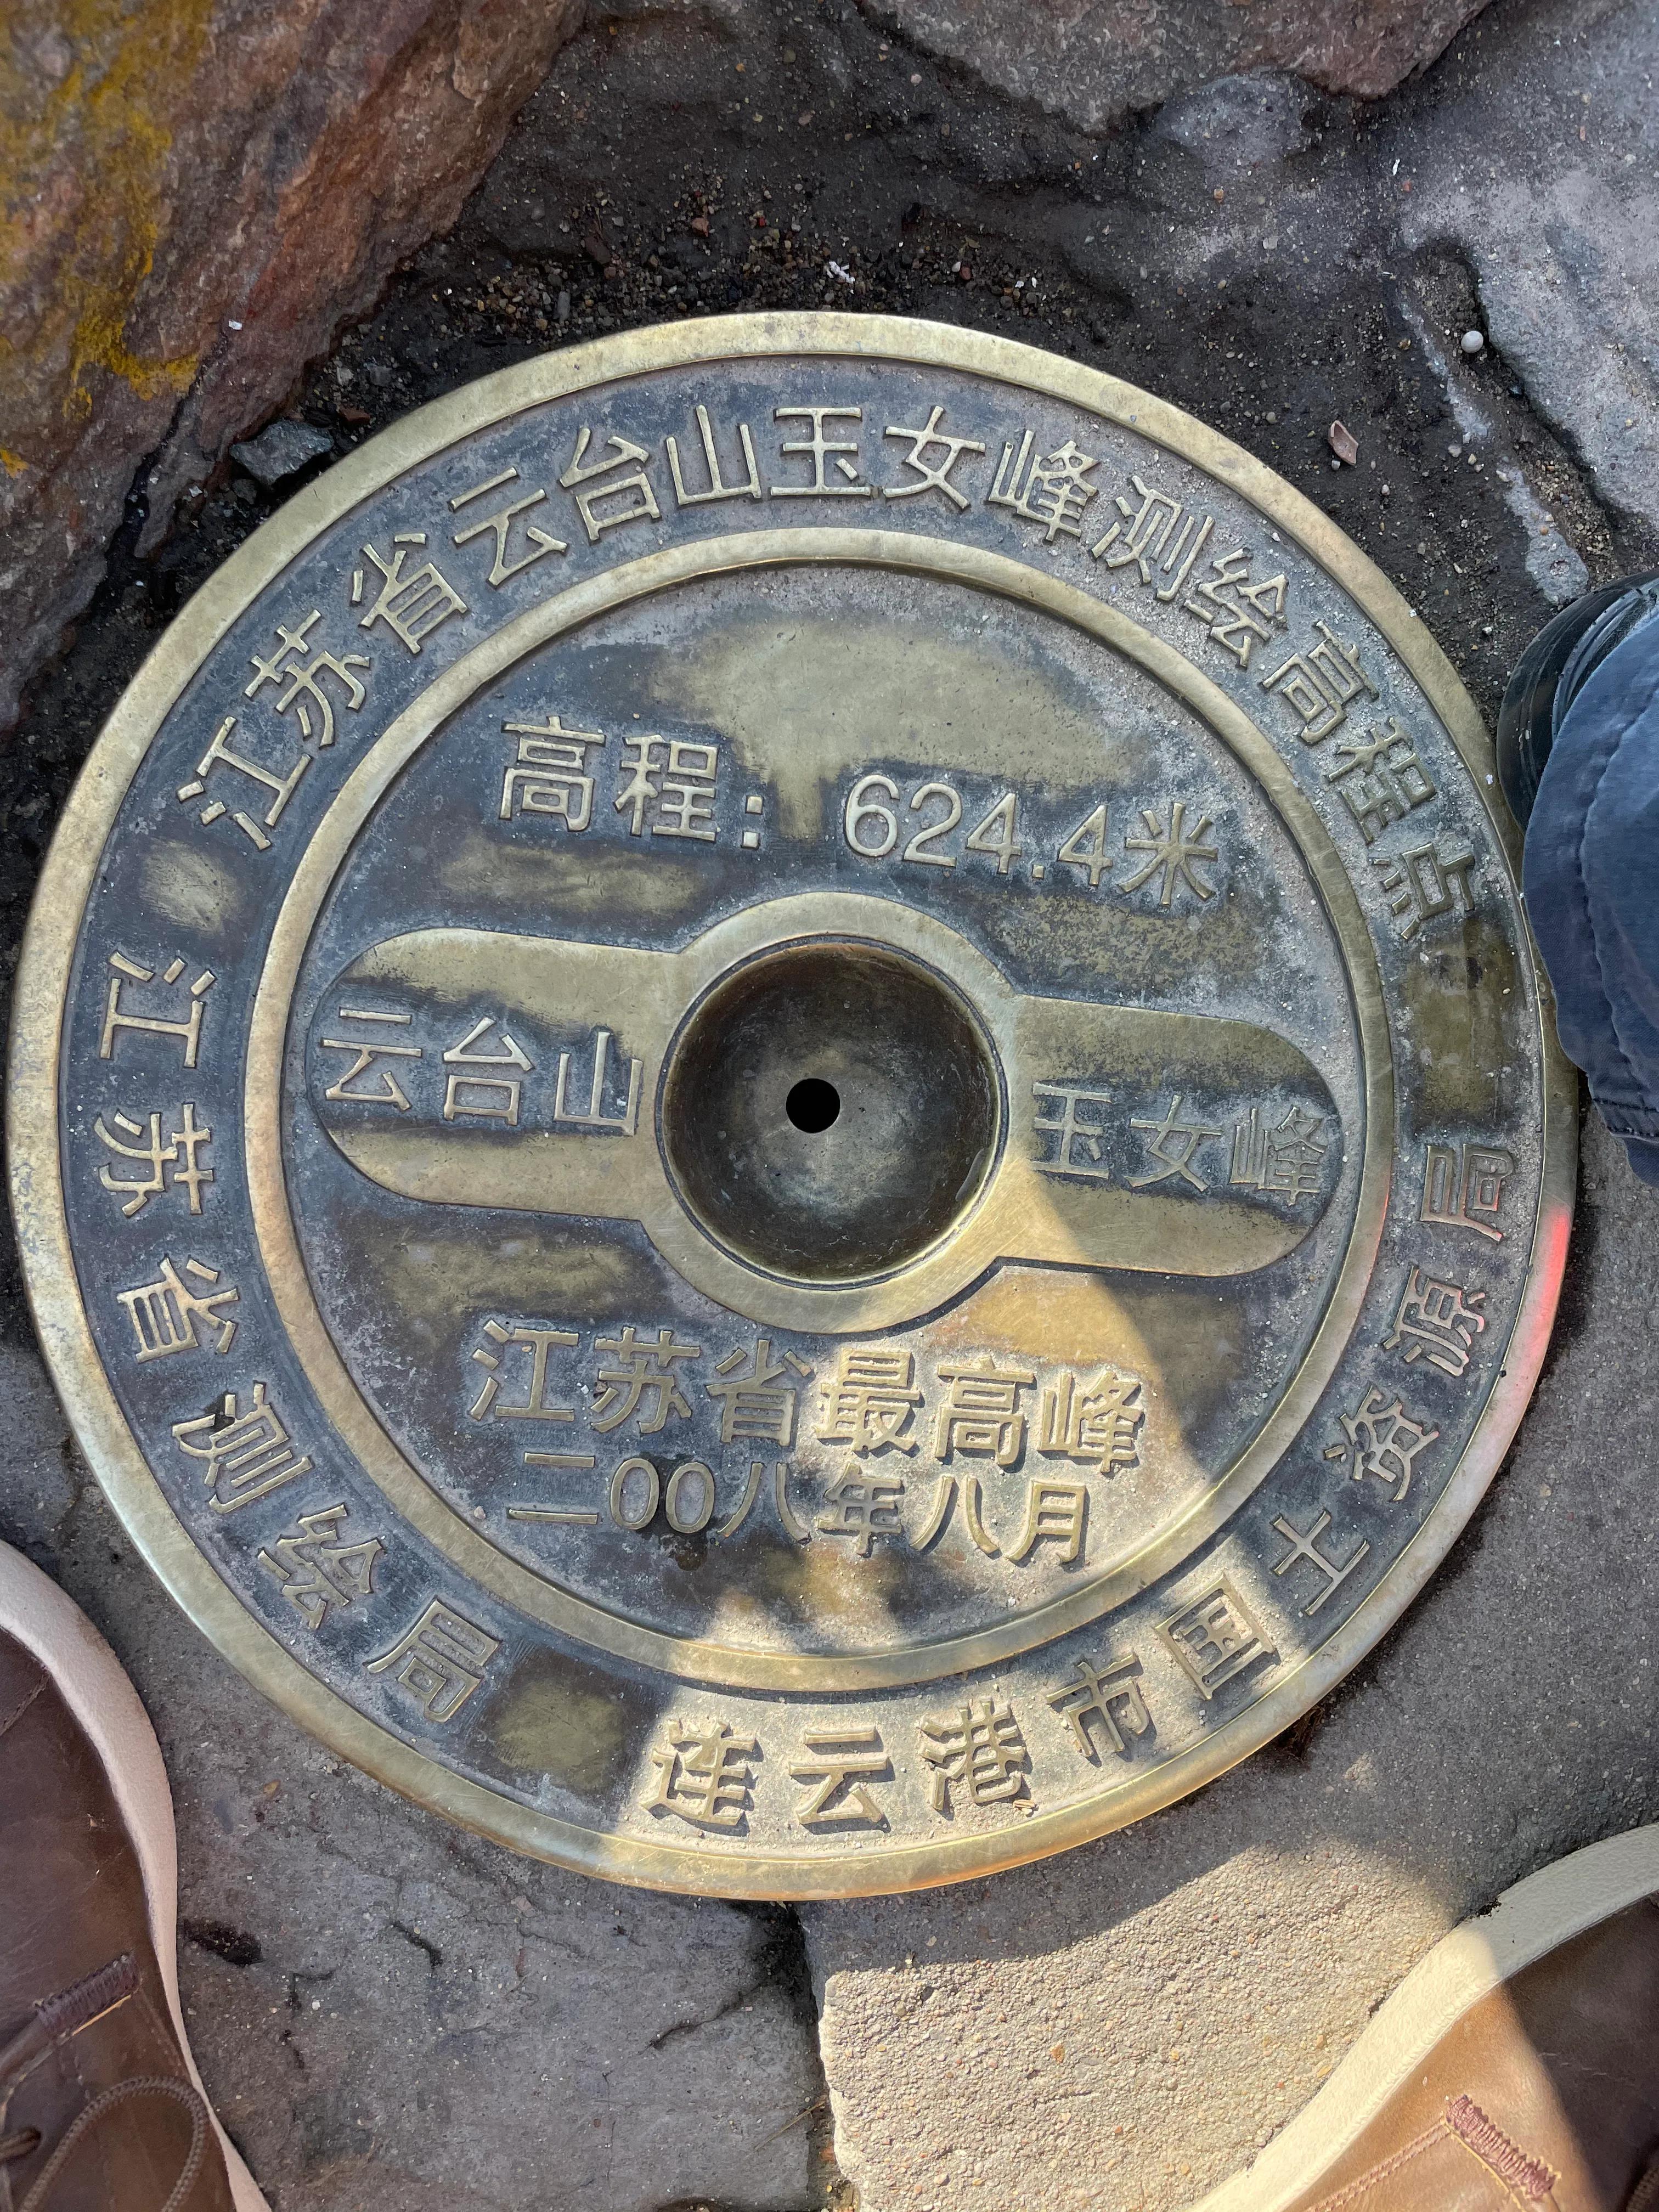 江苏省云台山玉女峰测绘高程点
高程：624.4米
云台山 玉女峰
江苏省最高峰
二00八年八月
江苏省测绘局
连云港市国土资源局